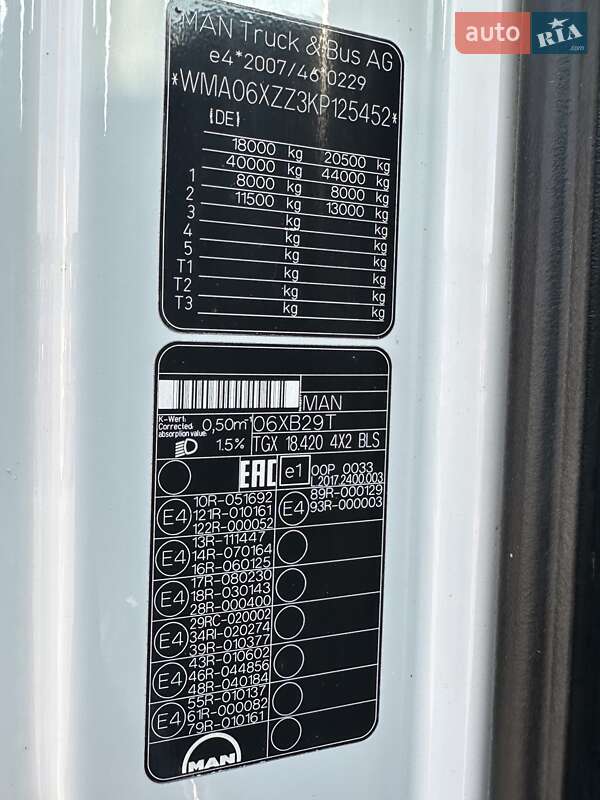 auto RIA.com
MAN Truck & Bus AG
e4*2007/46*0229
*WMA06XZZ3KP125452*
(DE)
18000 kg 20500 kg
40000 kg 44000 kg
1 8000 kg 8000 kg
2 11500 kg 13000 kg
3 kg kg
4 kg kg
5 kg kg
T1 kg kg
T2 kg kg
T3 kg kg
MAN
K-Wert:
Corrected absorption value: 0,50m-1 06XB29T
1.5% TGX 18.420 4X2 BLS
EAC e1 00P 0033
2017.2400.003
E4 10R-051692
121R-010161
122R-000052
E4 89R-000129
93R-000003
E4 13R-111447
14R-070164
16R-060125
E4 17R-080230
18R-030143
28R-000400
E4 29RC-020002
34RI-020274
39R-010377
E4 43R-010602
46R-044856
48R-040184
E4 55R-010137
61R-000082
79R-010161
MAN